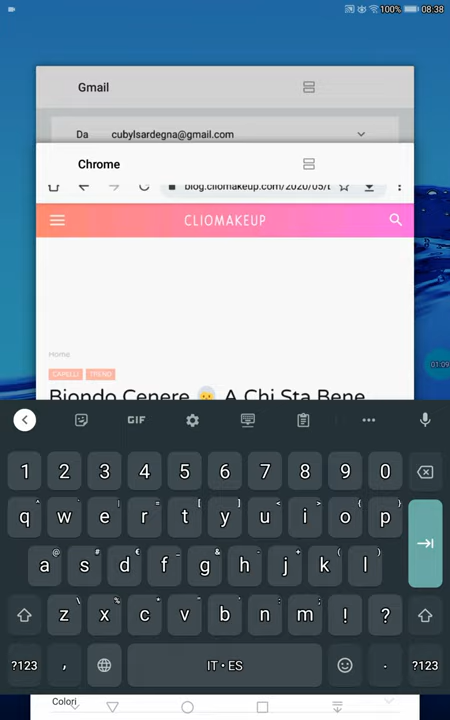 100% 08:38
Gmail
Da cubylsardegna@gmail.com
Chrome
blog.cliomakeup.com/2020/05/t
CLIOMAKEUP
01:09
Home
CAPELLI TREND
Biondo Cenere 👱 A Chi Sta Bene
GIF
1 2 3 4 5 6 7 8 9 0
q w e r t y u i o p
a s d f g h j k l
z x c v b n m ! ?
?123 , IT • ES . ?123
Colori